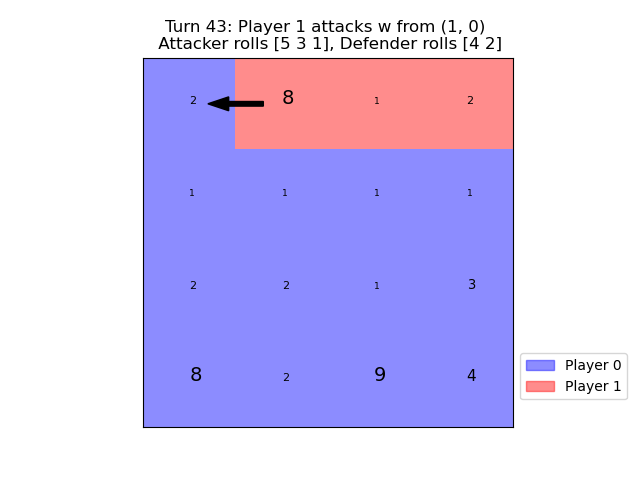 Turn 43: Player 1 attacks w from (1, 0)
Attacker rolls [5 3 1], Defender rolls [4 2]
2 8 1 2
1 1 1 1
2 2 1 3
8 2 9 4
Player 0
Player 1